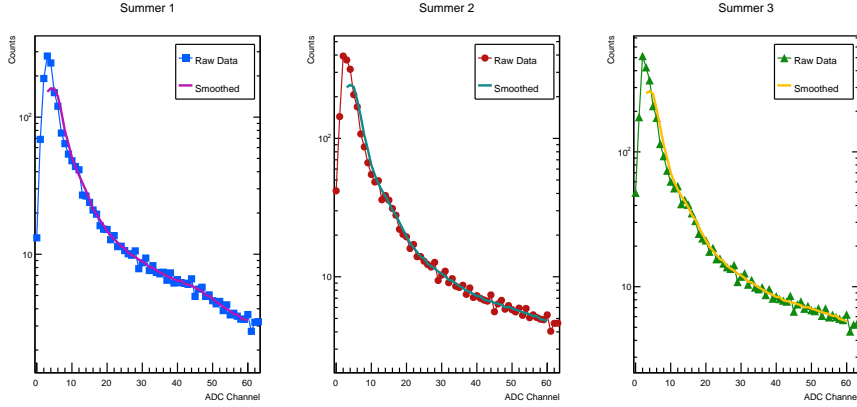 Summer 1
Counts
Raw Data
Smoothed
10²
10
0 10 20 30 40 50 60
ADC Channel
Summer 2
Counts
Raw Data
Smoothed
10²
10
0 10 20 30 40 50 60
ADC Channel
Summer 3
Counts
Raw Data
Smoothed
10²
10
0 10 20 30 40 50 60
ADC Channel